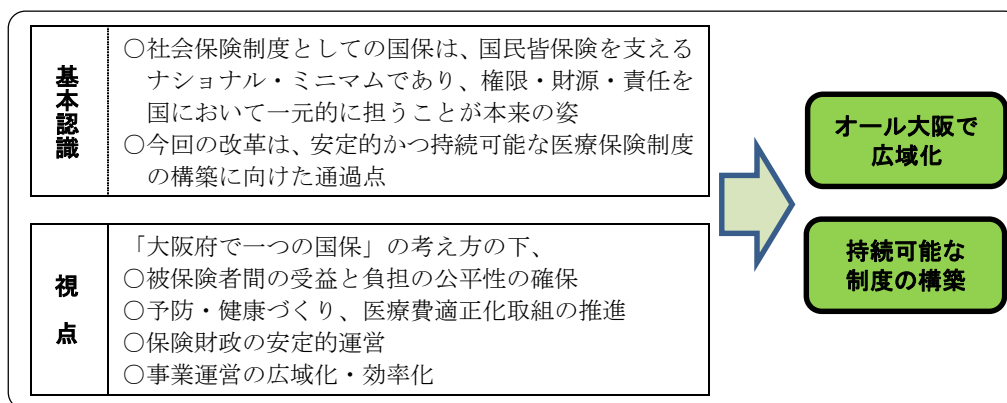 基本認識
○社会保険制度としての国保は、国民皆保険を支える
ナショナル・ミニマムであり、権限・財源・責任を
国において一元的に担うことが本来の姿
○今回の改革は、安定的かつ持続可能な医療保険制度
の構築に向けた通過点
視点
「大阪府で一つの国保」の考え方の下、
○被保険者間の受益と負担の公平性の確保
○予防・健康づくり、医療費適正化取組の推進
○保険財政の安定的運営
○事業運営の広域化・効率化
オール大阪で
広域化
持続可能な
制度の構築